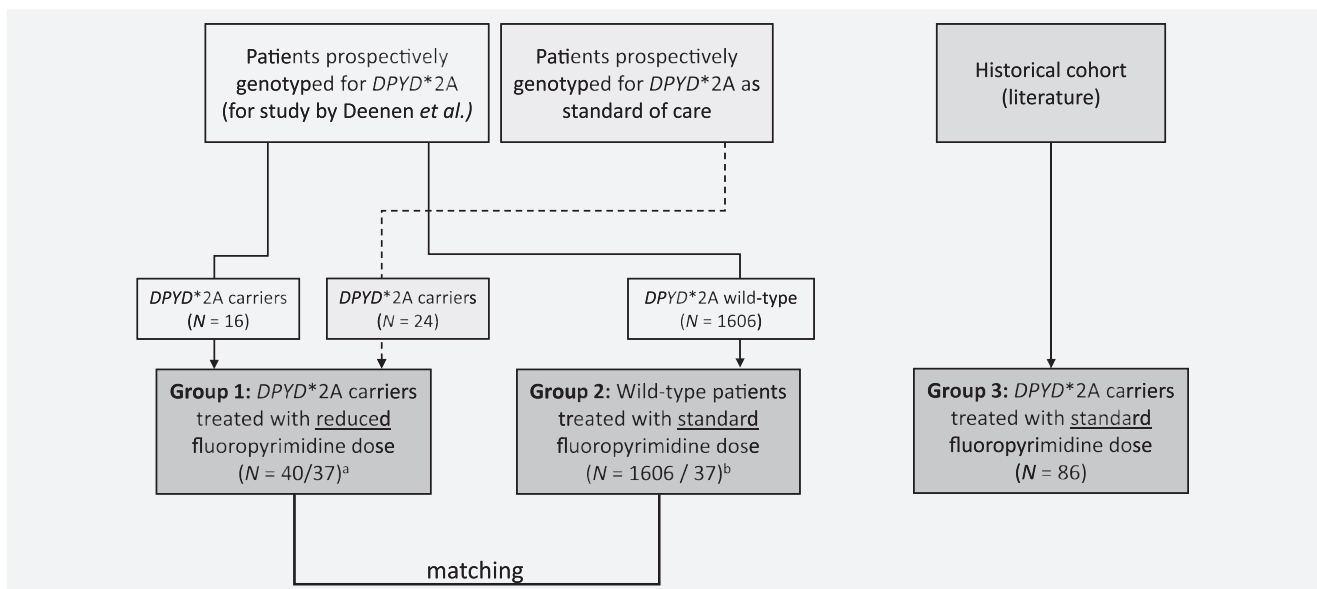 Patients prospectively
genotyped for DPYD*2A
(for study by Deenen et al.)
Patients prospectively
genotyped for DPYD*2A as
standard of care
Historical cohort
(literature)
DPYD*2A carriers
(N = 16)
DPYD*2A carriers
(N = 24)
DPYD*2A wild-type
(N = 1606)
Group 1: DPYD*2A carriers
treated with reduced
fluoropyrimidine dose
(N = 40/37)a
Group 2: Wild-type patients
treated with standard
fluoropyrimidine dose
(N = 1606 / 37)b
Group 3: DPYD*2A carriers
treated with standard
fluoropyrimidine dose
(N = 86)
matching